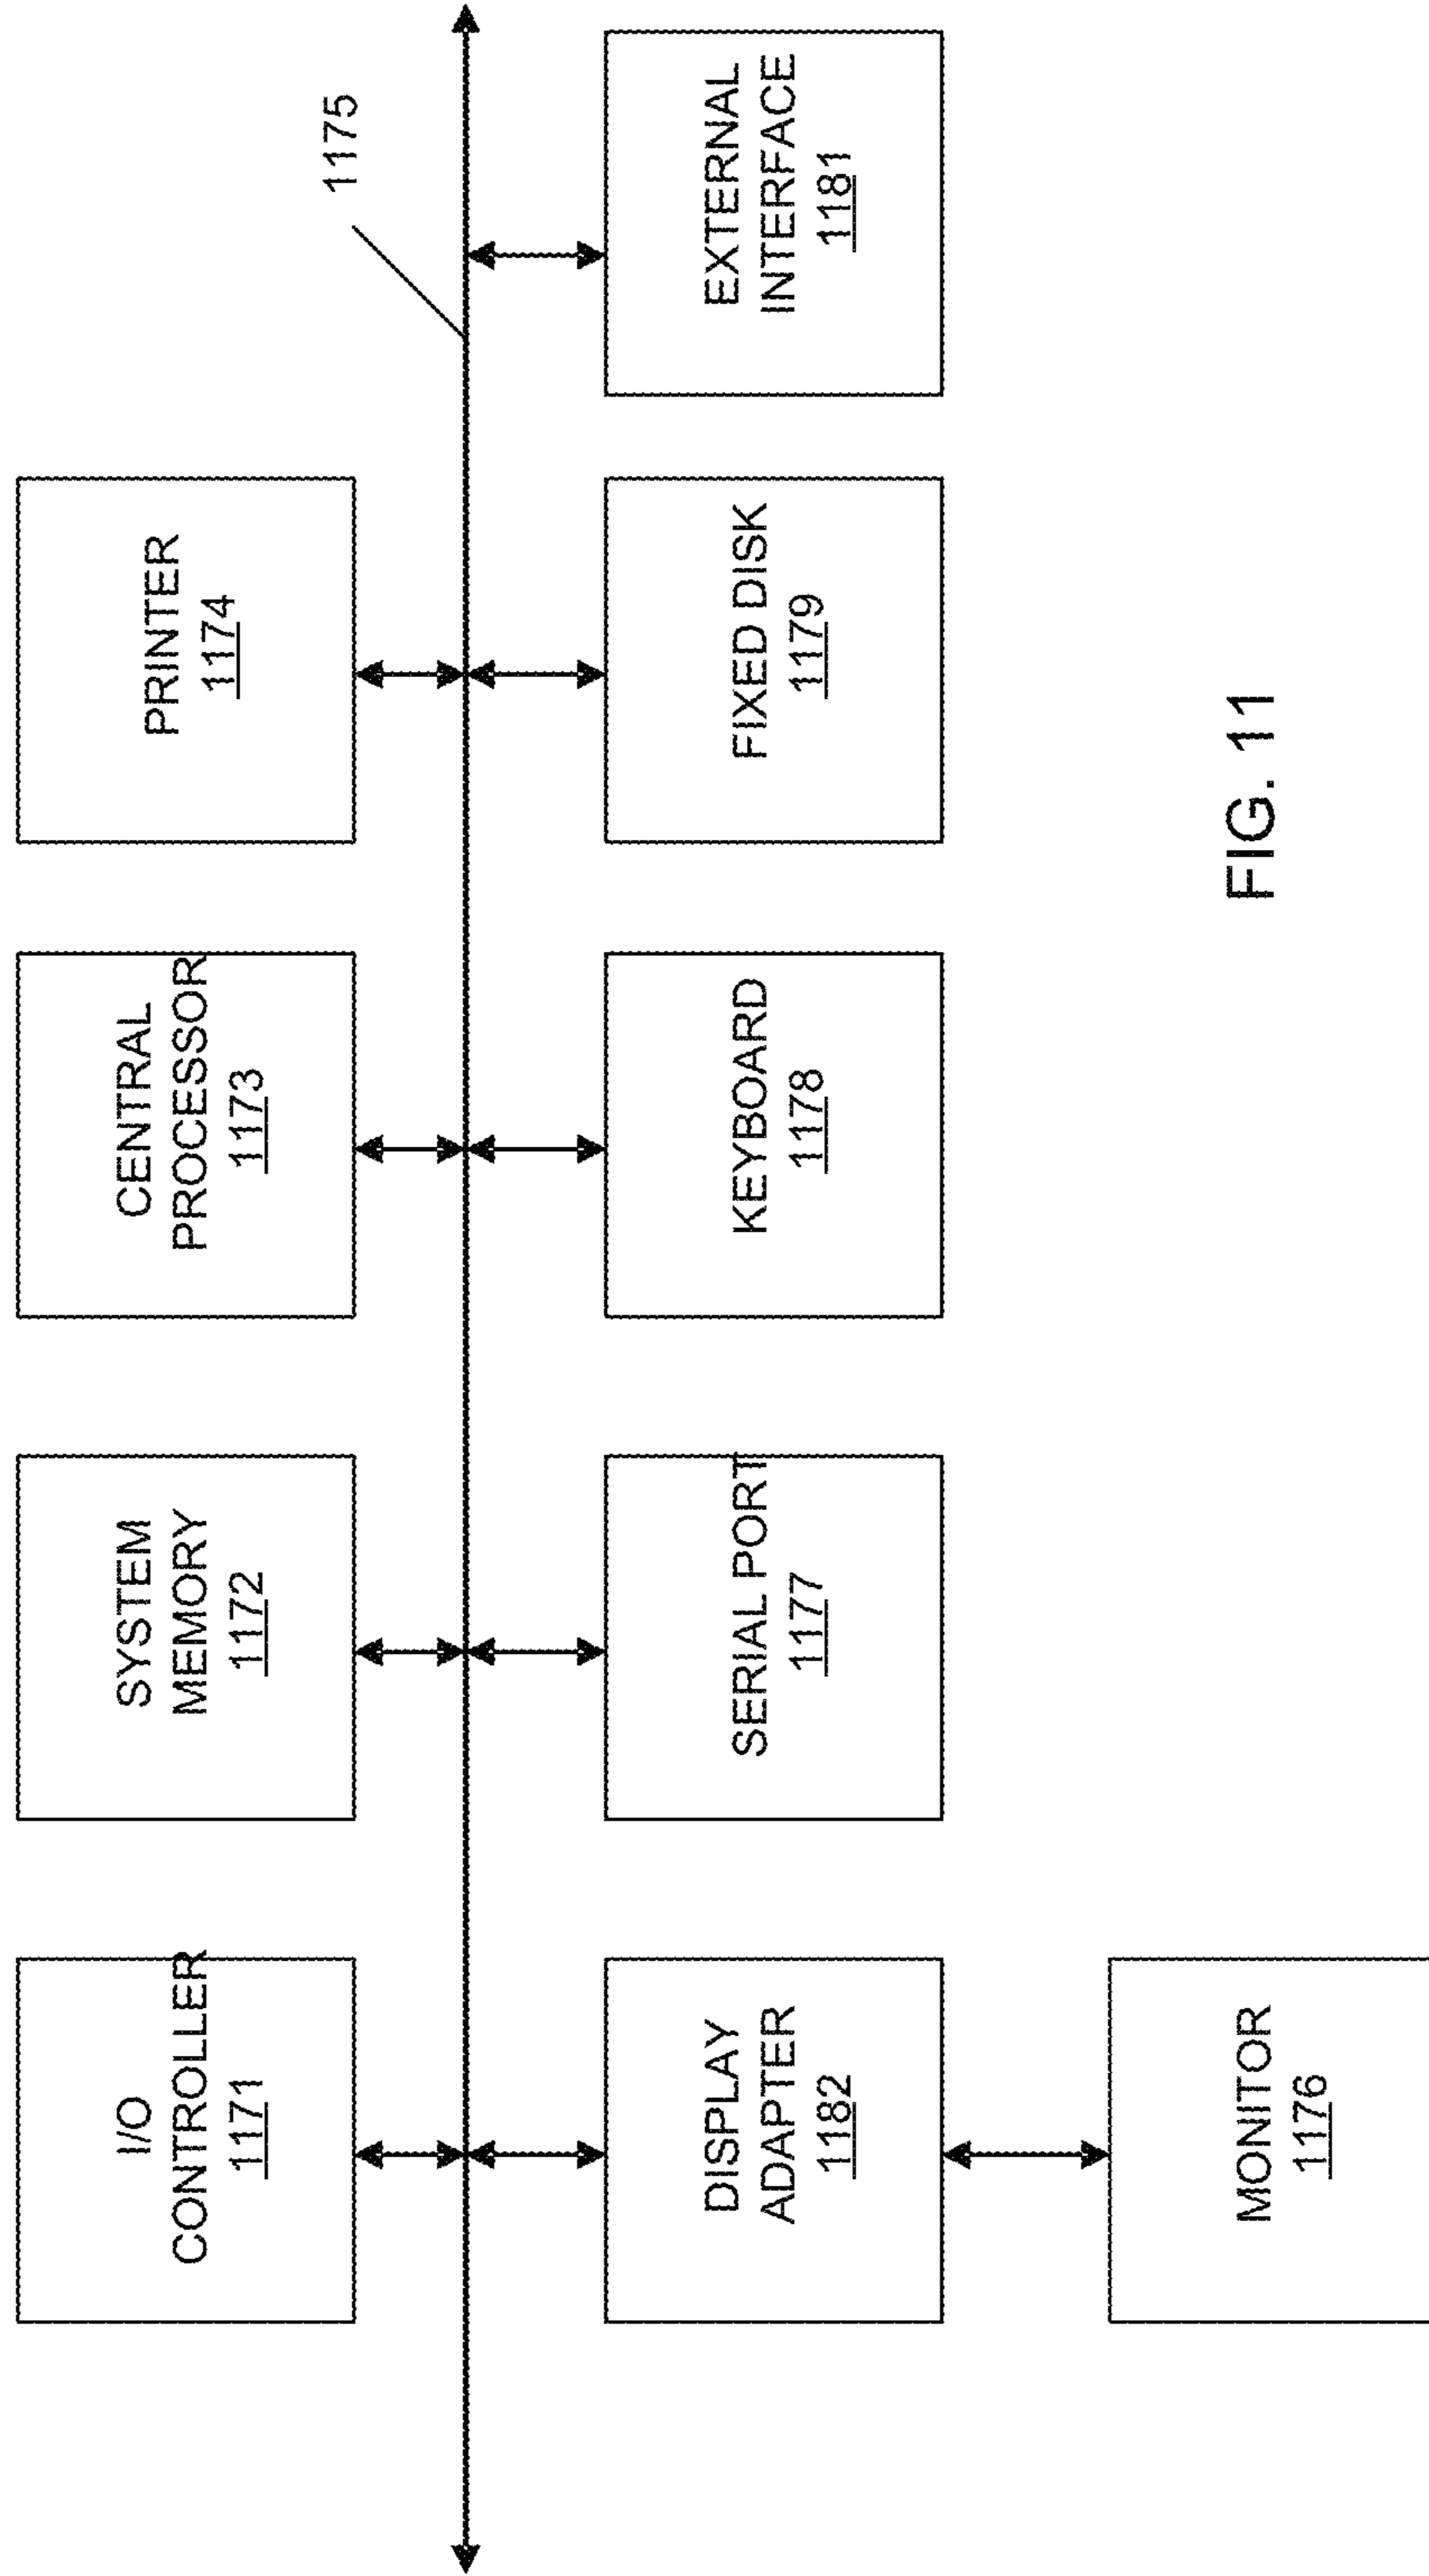 I/O
CONTROLLER
1171
SYSTEM
MEMORY
1172
CENTRAL
PROCESSOR
1173
PRINTER
1174
1175
DISPLAY
ADAPTER
1182
SERIAL PORT
1177
KEYBOARD
1178
FIXED DISK
1179
EXTERNAL
INTERFACE
1181
MONITOR
1176
FIG. 11